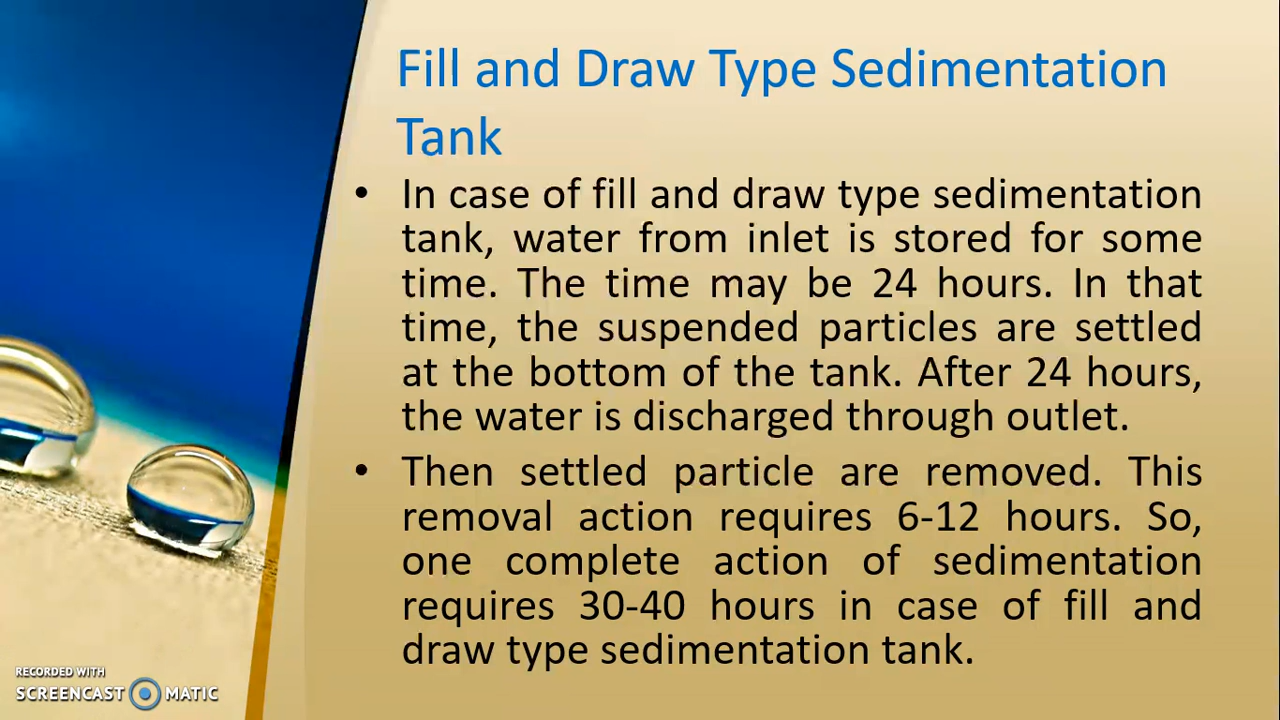 Fill and Draw Type Sedimentation
Tank
• In case of fill and draw type sedimentation
tank, water from inlet is stored for some
time. The time may be 24 hours. In that
time, the suspended particles are settled
at the bottom of the tank. After 24 hours,
the water is discharged through outlet.
• Then settled particle are removed. This
removal action requires 6-12 hours. So,
one complete action of sedimentation
requires 30-40 hours in case of fill and
draw type sedimentation tank.
RECORDED WITH
SCREENCAST MATIC